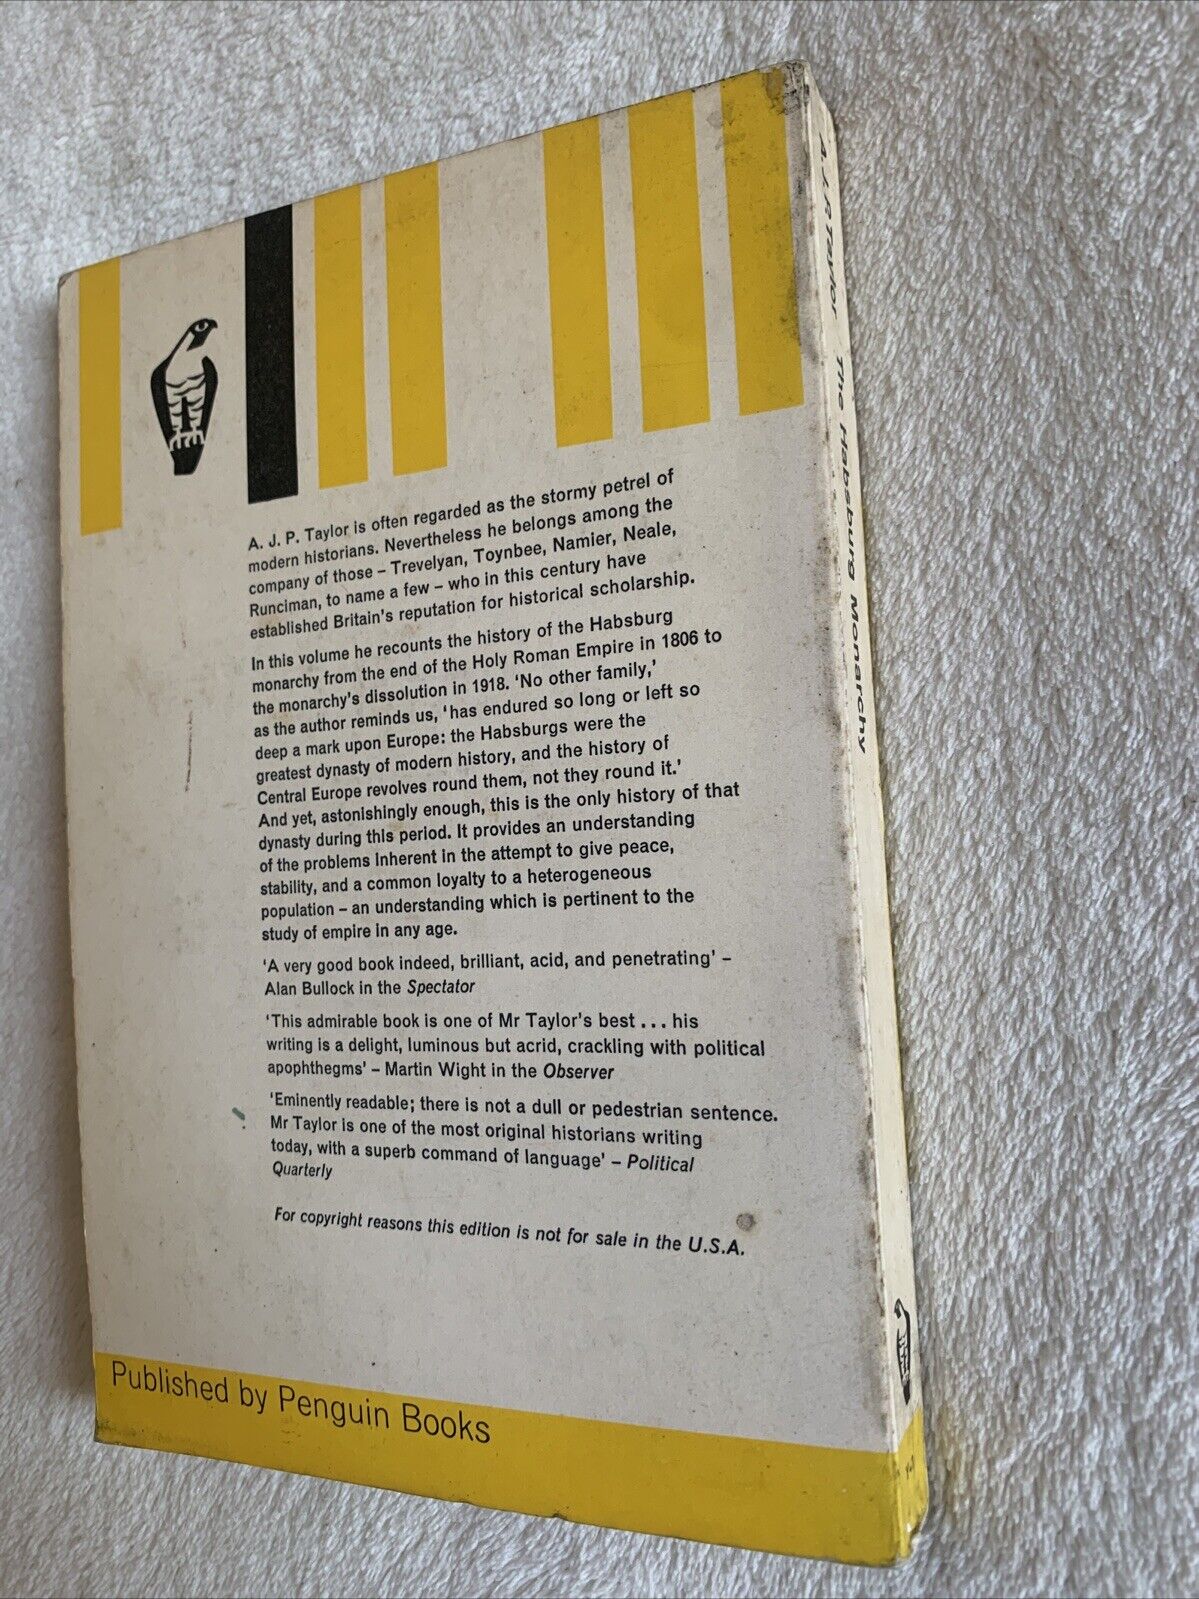 A. J. P. Taylor is often regarded as the stormy petrel of
modern historians. Nevertheless he belongs among the
company of those – Trevelyan, Toynbee, Namier, Neale,
Runciman, to name a few – who in this century have
established Britain's reputation for historical scholarship.
In this volume he recounts the history of the Habsburg
monarchy from the end of the Holy Roman Empire in 1806 to
the monarchy's dissolution in 1918. 'No other family,'
as the author reminds us, 'has endured so long or left so
deep a mark upon Europe: the Habsburgs were the
greatest dynasty of modern history, and the history of
Central Europe revolves round them, not they round it.'
And yet, astonishingly enough, this is the only history of that
dynasty during this period. It provides an understanding
of the problems inherent in the attempt to give peace,
stability, and a common loyalty to a heterogeneous
population – an understanding which is pertinent to the
study of empire in any age.
'A very good book indeed, brilliant, acid, and penetrating' –
Alan Bullock in the Spectator
'This admirable book is one of Mr Taylor's best . . . his
writing is a delight, luminous but acrid, crackling with political
apophthegms' – Martin Wight in the Observer
'Eminently readable; there is not a dull or pedestrian sentence.
Mr Taylor is one of the most original historians writing
today, with a superb command of language' – Political
Quarterly
For copyright reasons this edition is not for sale in the U.S.A.
Published by Penguin Books
A. J. P. Taylor The Habsburg Monarchy